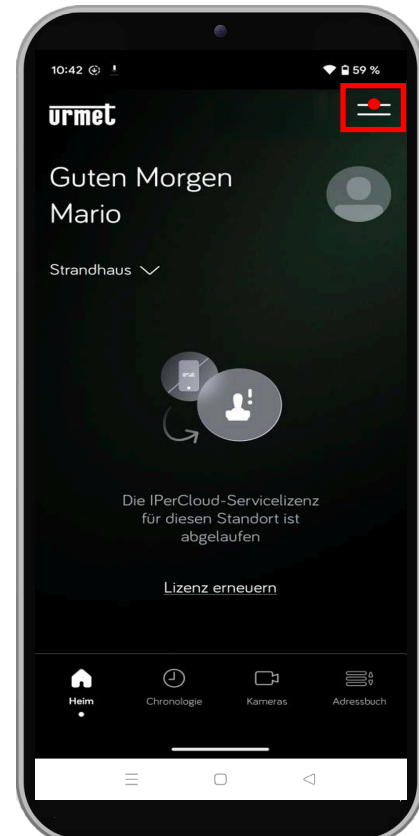 10:42
59 %
urmet
Guten Morgen
Mario
Strandhaus
Die IPerCloud-Servicelizenz
für diesen Standort ist
abgelaufen
Lizenz erneuern
Heim Chronologie Kameras Adressbuch